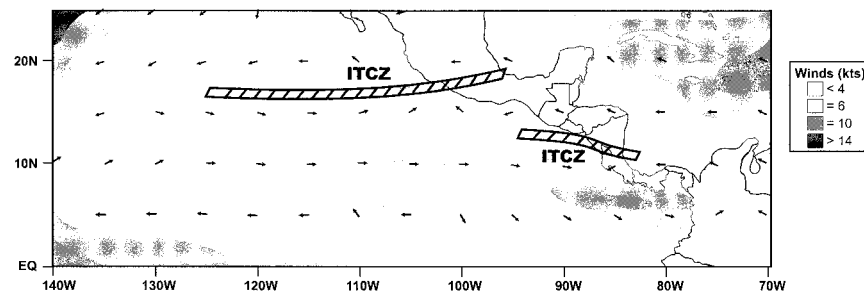 20N
ITCZ
10N
ITCZ
EQ
140W 130W 120W 110W 100W 90W 80W 70W
Winds (kts)
< 4
= 6
= 10
> 14